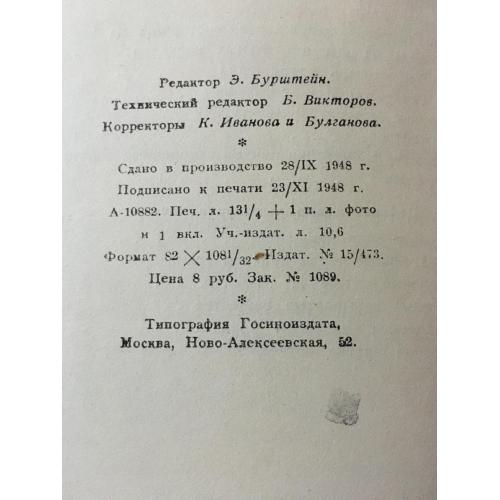 Редактор Э. Бурштейн.
Технический редактор Б. Викторов.
Корректоры К. Иванова и Булганова.
*
Сдано в производство 28/IX 1948 г.
Подписано к печати 23/XI 1948 г.
А-10882. Печ. л. 131/4 + 1 п. л. фото
и 1 вкл. Уч.-издат. л. 10,6
Формат 82 × 1081/32. Издат. № 15/473.
Цена 8 руб. Зак. № 1089.
*
Типография Госиноиздата,
Москва, Ново-Алексеевская, 52.